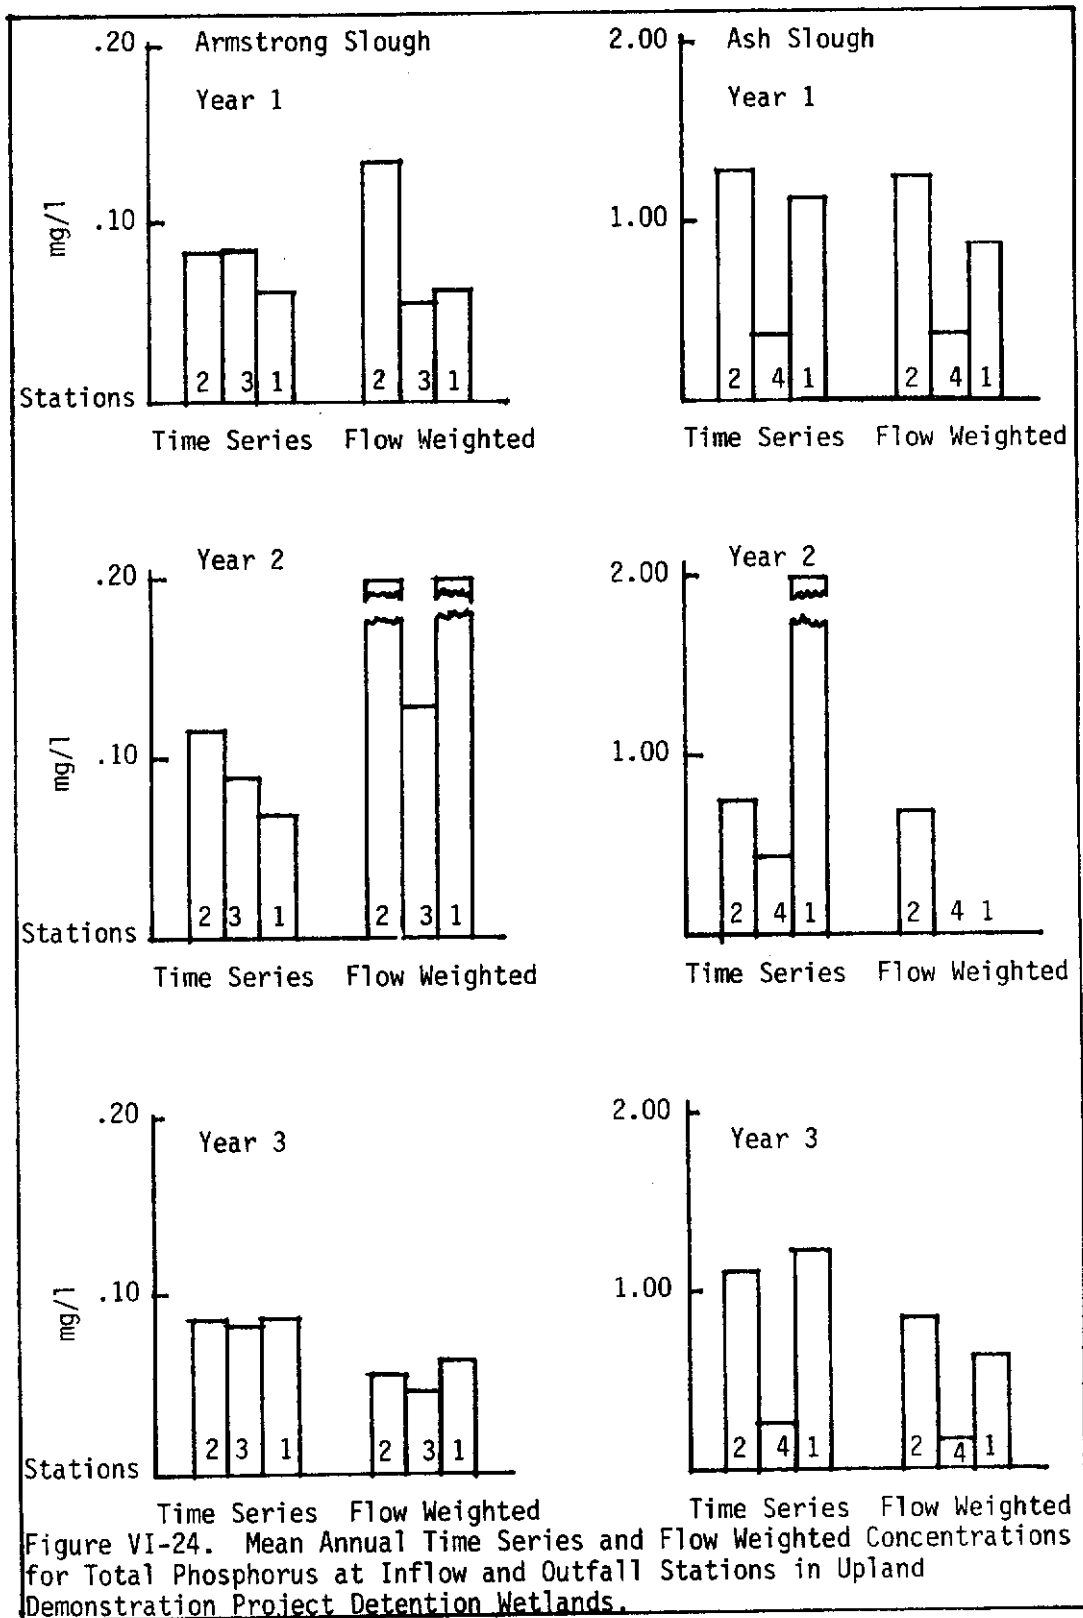 .20 Armstrong Slough
Year 1
mg/l
.10
2 3 1 2 3 1
Stations
Time Series Flow Weighted
2.00 Ash Slough
Year 1
1.00
2 4 1 2 4 1
Time Series Flow Weighted
.20 Year 2
mg/l
.10
2 3 1 2 3 1
Stations
Time Series Flow Weighted
2.00 Year 2
1.00
2 4 1 2 4 1
Time Series Flow Weighted
.20
Year 3
mg/l
.10
2 3 1 2 3 1
Stations
Time Series Flow Weighted
2.00
Year 3
1.00
2 4 1 2 4 1
Time Series Flow Weighted
Figure VI-24. Mean Annual Time Series and Flow Weighted Concentrations
for Total Phosphorus at Inflow and Outfall Stations in Upland
Demonstration Project Detention Wetlands.